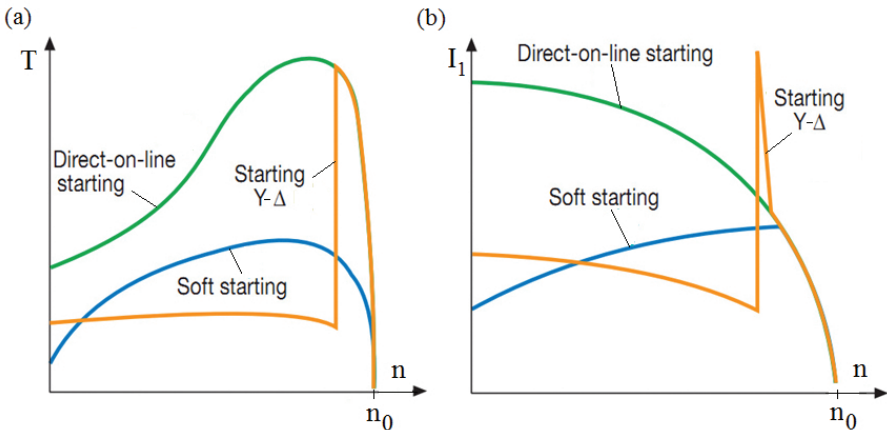 (a)
T
Direct-on-line
starting
Starting
Y-Δ
Soft starting
n
n0
(b)
I1
Direct-on-line starting
Starting
Y-Δ
Soft starting
n
n0